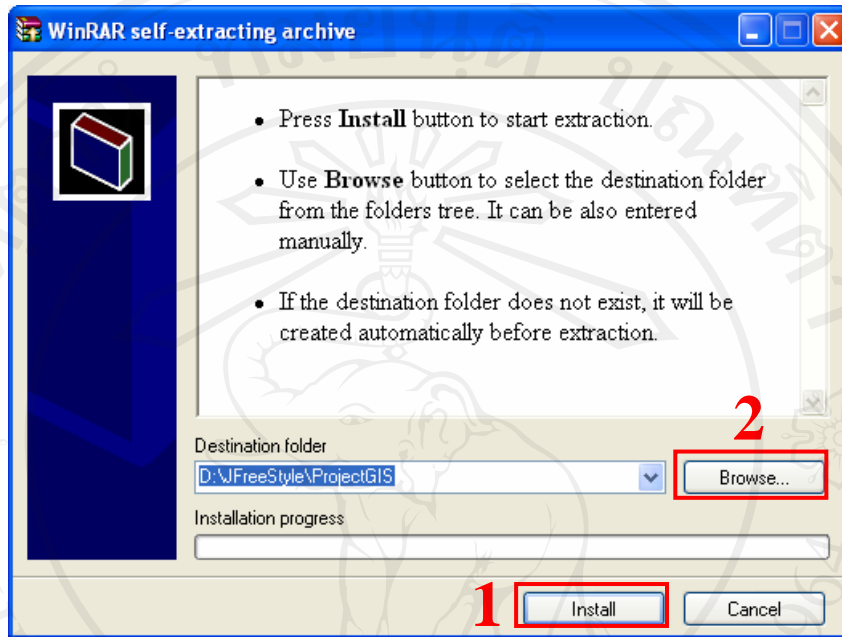 WinRAR self-extracting archive
Press Install button to start extraction.
Use Browse button to select the destination folder
from the folders tree. It can be also entered
manually.
If the destination folder does not exist, it will be
created automatically before extraction.
2
Destination folder
D:\JFreeStyle\ProjectGIS
Browse...
Installation progress
1
Install
Cancel